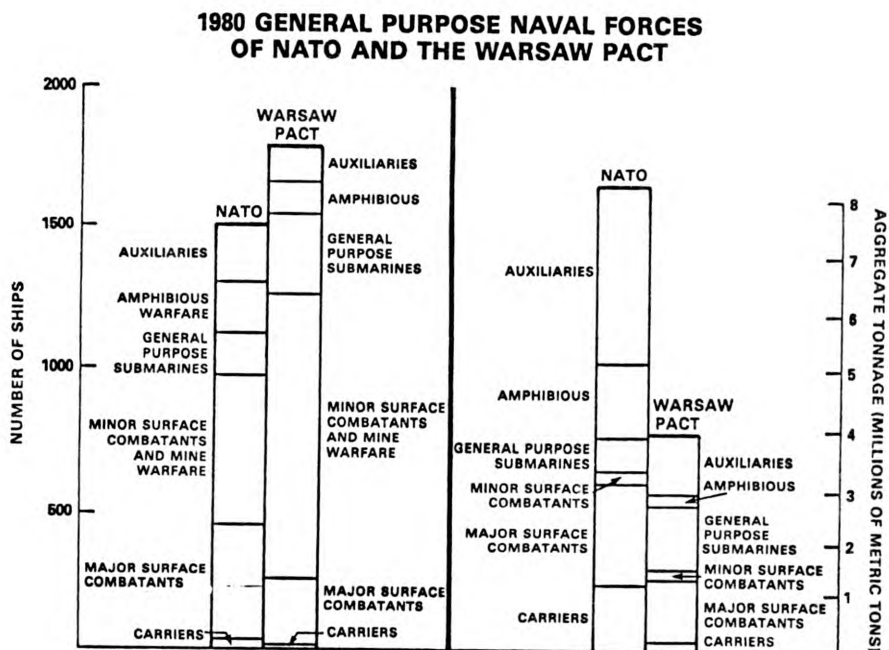 1980 GENERAL PURPOSE NAVAL FORCES
OF NATO AND THE WARSAW PACT
2000
1500
1000
500
NUMBER OF SHIPS
NATO
AUXILIARIES
AMPHIBIOUS
WARFARE
GENERAL
PURPOSE
SUBMARINES
MINOR SURFACE
COMBATANTS
AND MINE
WARFARE
MAJOR SURFACE
COMBATANTS
CARRIERS
WARSAW
PACT
AUXILIARIES
AMPHIBIOUS
GENERAL
PURPOSE
SUBMARINES
MINOR SURFACE
COMBATANTS
AND MINE
WARFARE
MAJOR SURFACE
COMBATANTS
CARRIERS
NATO
AUXILIARIES
AMPHIBIOUS
GENERAL PURPOSE
SUBMARINES
MINOR SURFACE
COMBATANTS
MAJOR SURFACE
COMBATANTS
CARRIERS
WARSAW
PACT
AUXILIARIES
AMPHIBIOUS
GENERAL
PURPOSE
SUBMARINES
MINOR SURFACE
COMBATANTS
MAJOR SURFACE
COMBATANTS
CARRIERS
8
7
6
5
4
3
2
1
AGGREGATE TONNAGE (MILLIONS OF METRIC TONS)